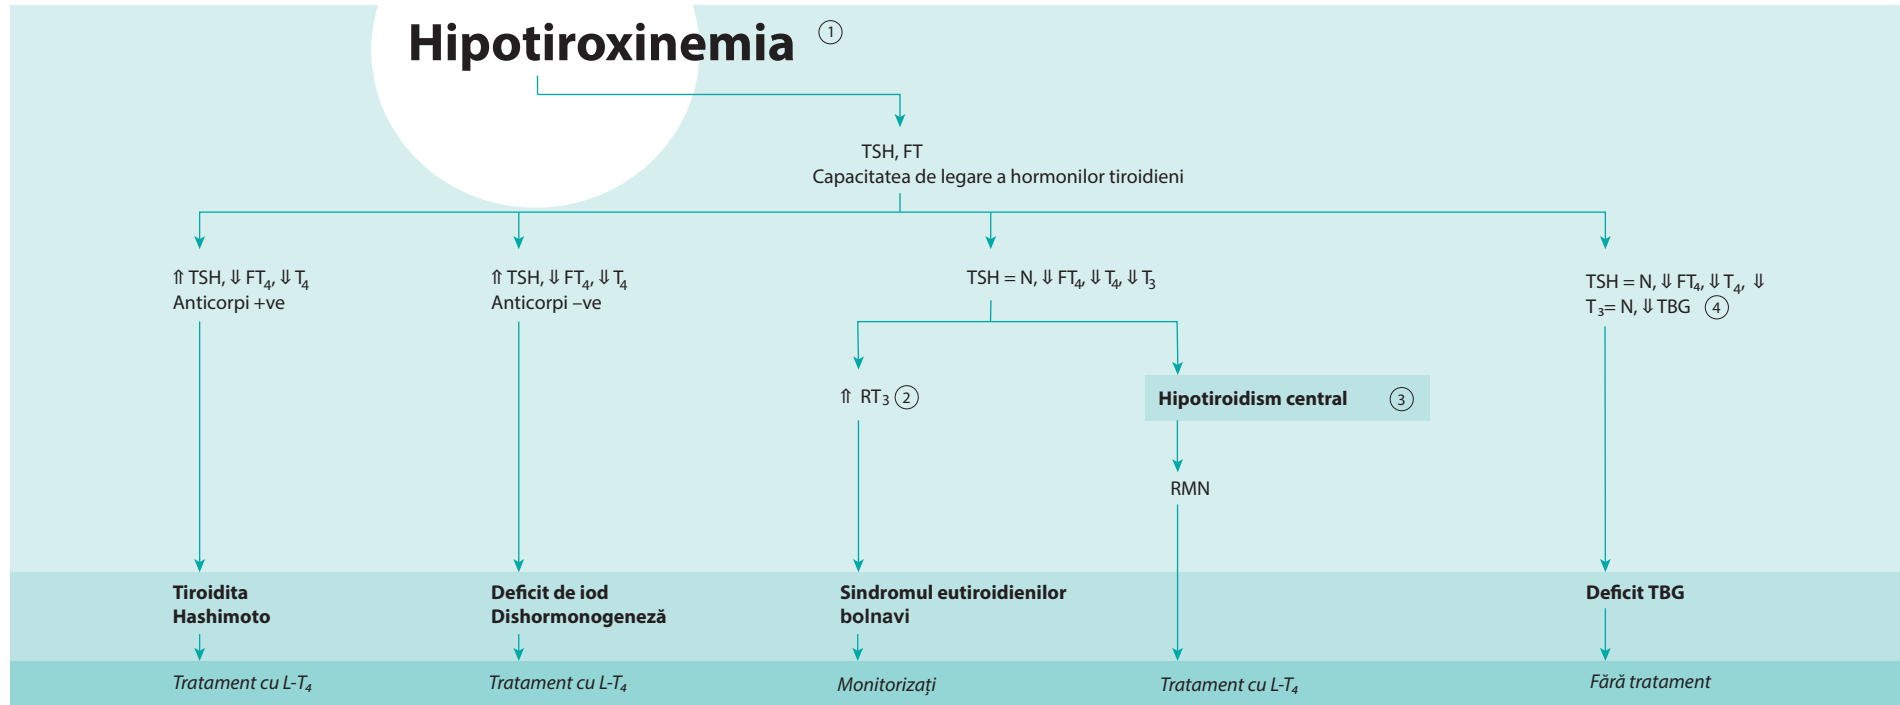 Hipotiroxinemia ①
TSH, FT
Capacitatea de legare a hormonilor tiroidieni
⇑ TSH, ⇓ FT₄, ⇓ T₄
Anticorpi +ve
⇑ TSH, ⇓ FT₄, ⇓ T₄
Anticorpi –ve
TSH = N, ⇓ FT₄, ⇓ T₄, ⇓ T₃
TSH = N, ⇓ FT₄, ⇓ T₄, ⇓
T₃= N, ⇓ TBG ④
⇑ RT₃ ②
Hipotiroidism central ③
RMN
Tiroidita
Hashimoto
Deficit de iod
Dishormonogeneză
Sindromul eutiroidienilor
bolnavi
Deficit TBG
Tratament cu L-T₄
Tratament cu L-T₄
Monitorizați
Tratament cu L-T₄
Fără tratament